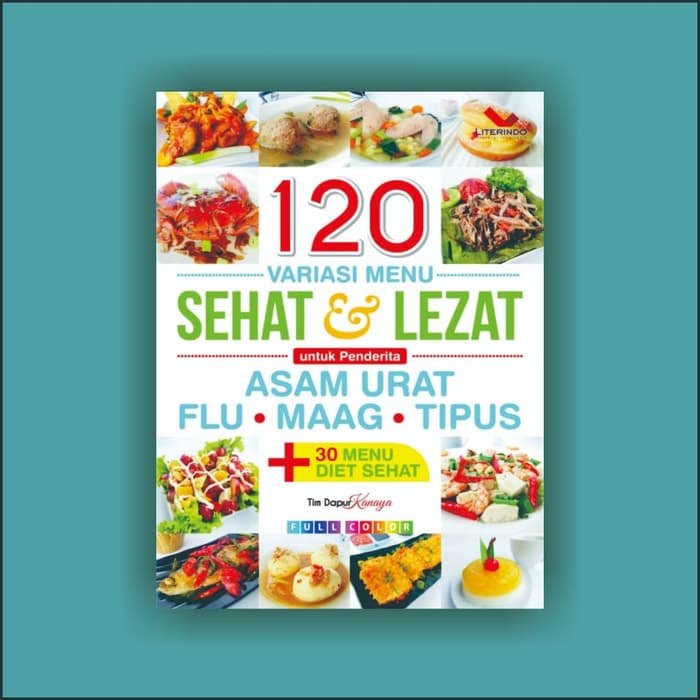 LITERINDO
120
VARIASI MENU
SEHAT & LEZAT
untuk Penderita
ASAM URAT
FLU • MAAG • TIPUS
+ 30 MENU
DIET SEHAT
Tim Dapur Kanaya
FULL COLOR